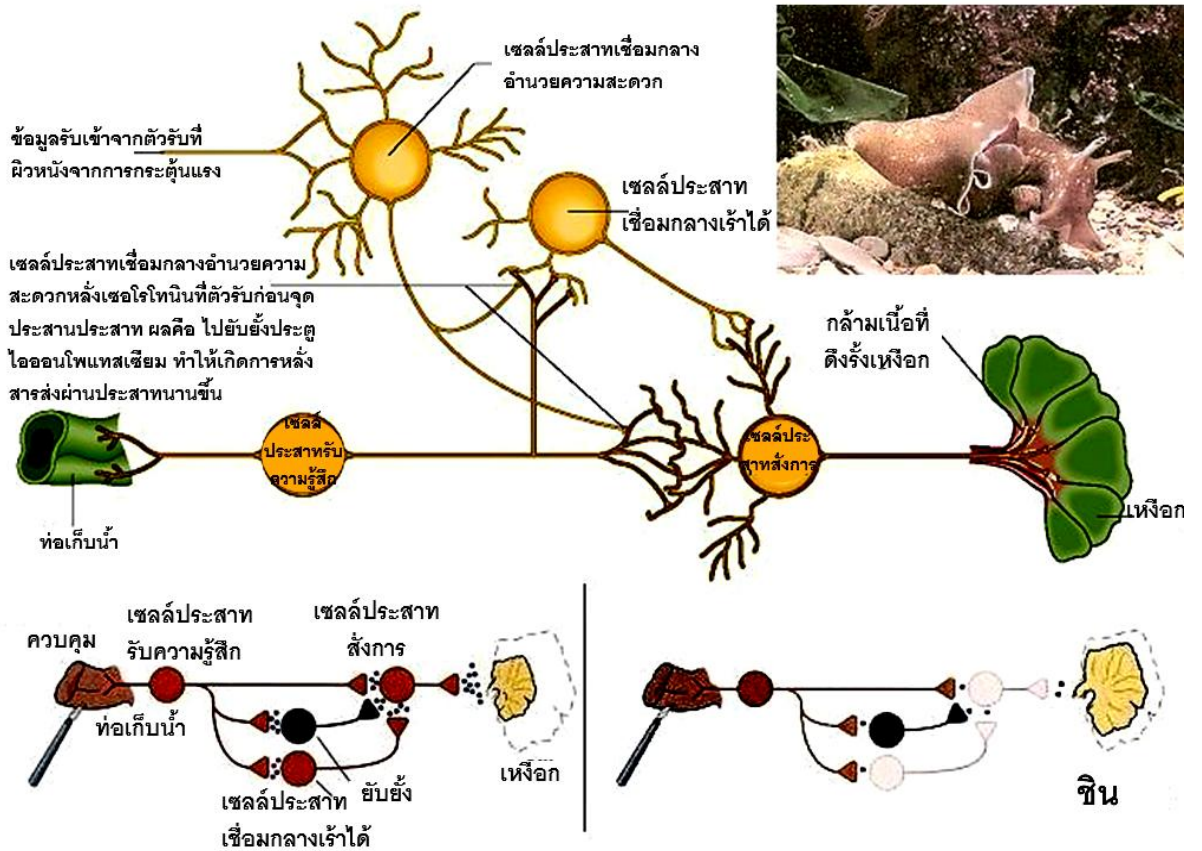 เซลล์ประสาทเชื่อมกลาง
อำนวยความสะดวก
ข้อมูลรับเข้าจากตัวรับที่
ผิวหนังจากการกระตุ้นแรง
เซลล์ประสาท
เชื่อมกลางเร้าได้
เซลล์ประสาทเชื่อมกลางอำนวยความ
สะดวกหลั่งเซอโรโทนินที่ตัวรับก่อนจุด
ประสานประสาท ผลคือ ไปยับยั้งประตู
ไอออนโพแทสเซียม ทำให้เกิดการหลั่ง
สารส่งผ่านประสาทนานขึ้น
กล้ามเนื้อที่
ดึงรั้งเหงือก
เซลล์
ประสาทรับ
ความรู้สึก
เซลล์ประ
สาทสั่งการ
เหงือก
ท่อเก็บน้ำ
ควบคุม
เซลล์ประสาท
รับความรู้สึก
เซลล์ประสาท
สั่งการ
ท่อเก็บน้ำ
ยับยั้ง
เหงือก
เซลล์ประสาท
เชื่อมกลางเร้าได้
ชิน